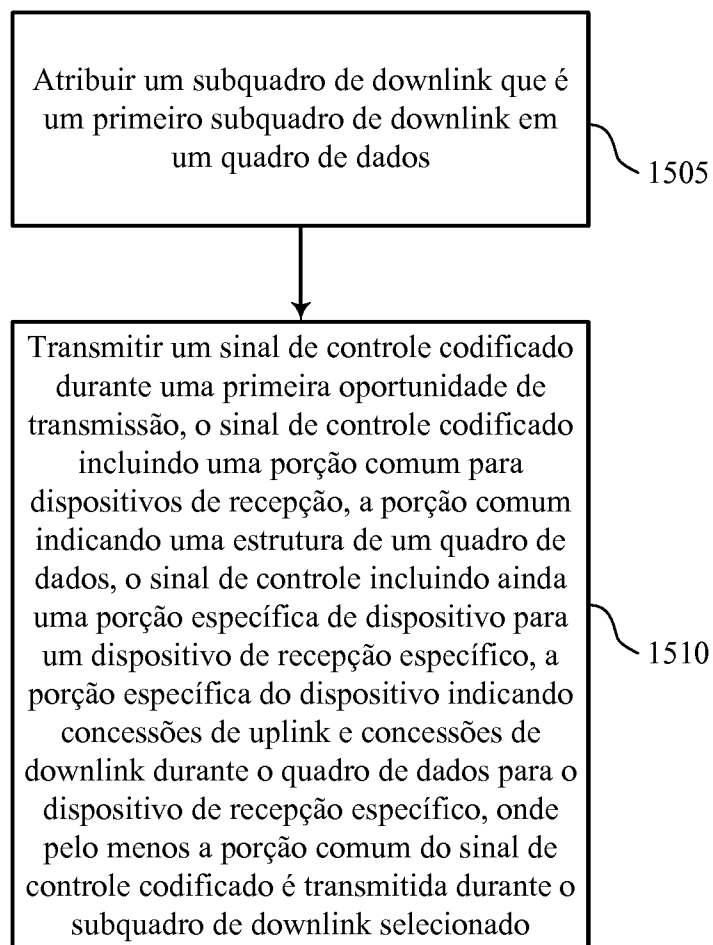 Atribuir um subquadro de downlink que é
um primeiro subquadro de downlink em
um quadro de dados
1505
Transmitir um sinal de controle codificado
durante uma primeira oportunidade de
transmissão, o sinal de controle codificado
incluindo uma porção comum para
dispositivos de recepção, a porção comum
indicando uma estrutura de um quadro de
dados, o sinal de controle incluindo ainda
uma porção específica de dispositivo para
um dispositivo de recepção específico, a
porção específica do dispositivo indicando
concessões de uplink e concessões de
downlink durante o quadro de dados para o
dispositivo de recepção específico, onde
pelo menos a porção comum do sinal de
controle codificado é transmitida durante o
subquadro de downlink selecionado
1510